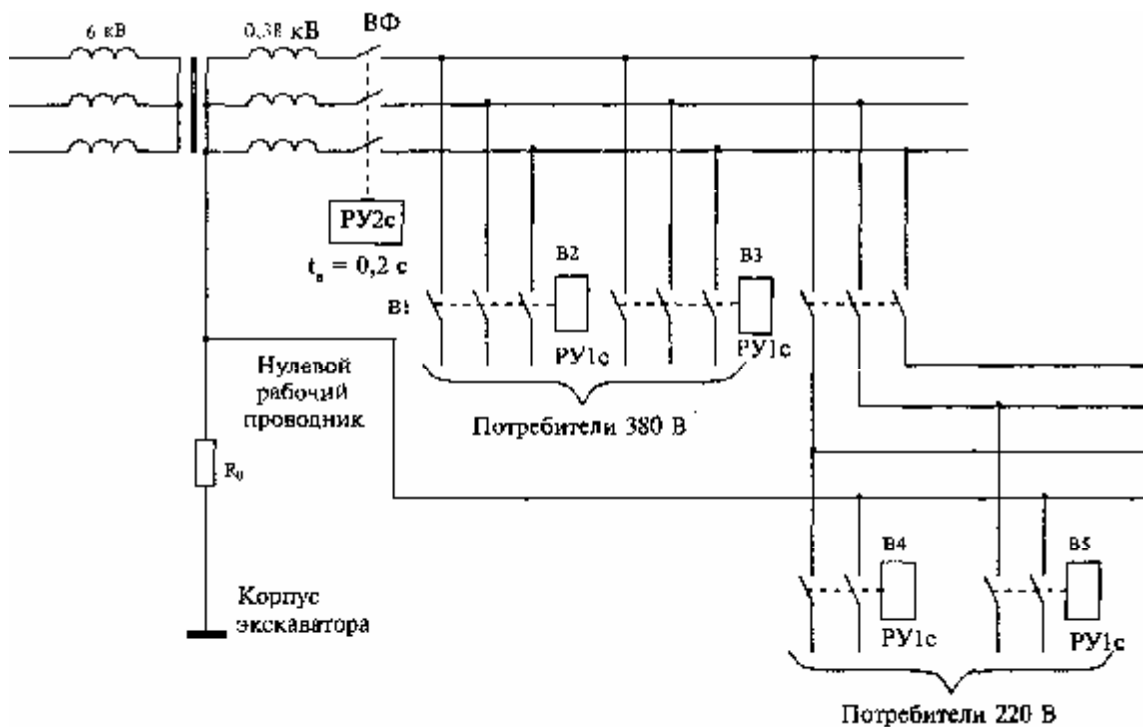 6 кВ
0,38 кВ
ВФ
РУ2с
tв = 0,2 с
В1
В2
РУ1с
В3
РУ1с
Нулевой
рабочий
проводник
Потребители 380 В
R₀
Корпус
экскаватора
В4
РУ1с
В5
РУ1с
Потребители 220 В